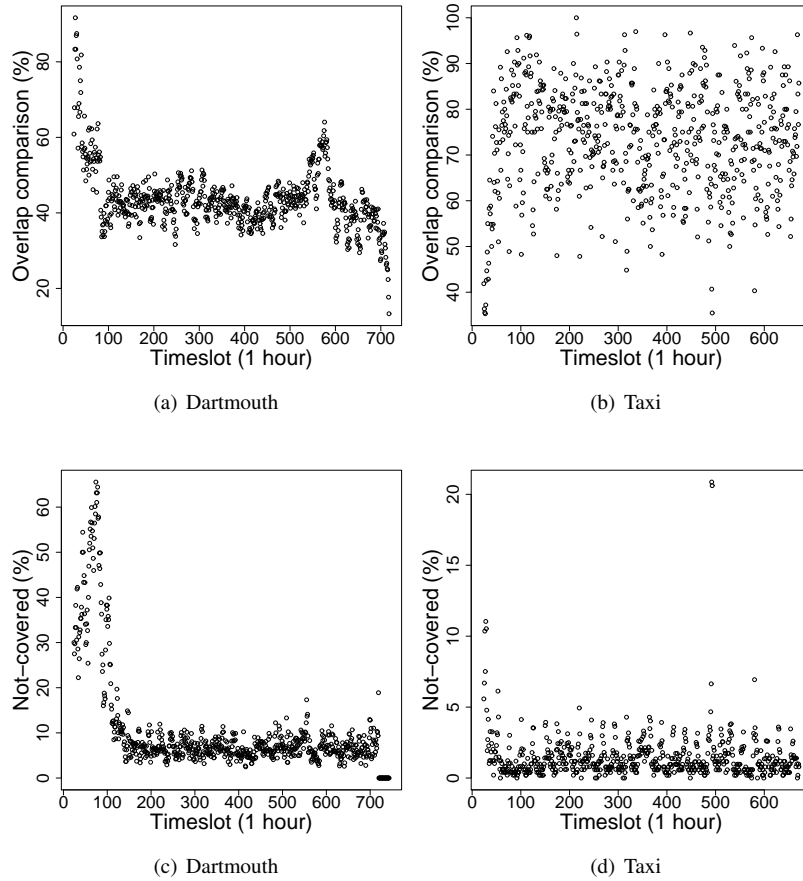 Overlap comparison (%)
20 40 60 80
0 100 200 300 400 500 600 700
Timeslot (1 hour)
(a) Dartmouth
Overlap comparison (%)
40 50 60 70 80 90 100
0 100 200 300 400 500 600
Timeslot (1 hour)
(b) Taxi
Not−covered (%)
0 10 20 30 40 50 60
0 100 200 300 400 500 600 700
Timeslot (1 hour)
(c) Dartmouth
Not−covered (%)
0 5 10 15 20
0 100 200 300 400 500 600
Timeslot (1 hour)
(d) Taxi